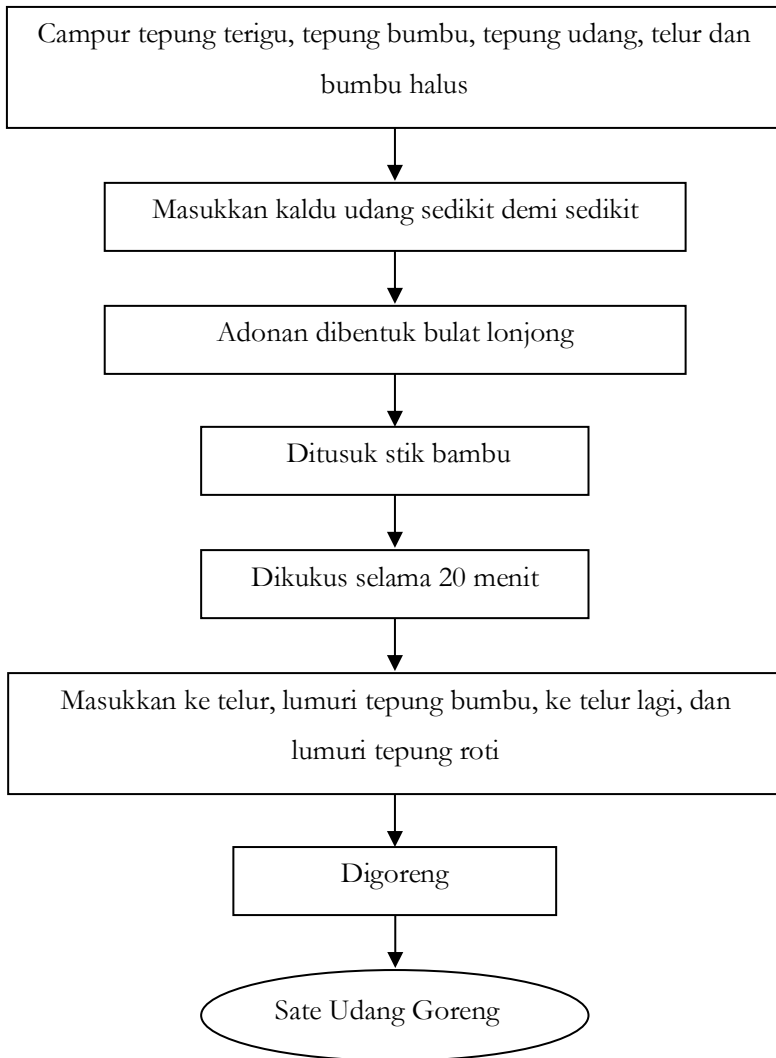 Campur tepung terigu, tepung bumbu, tepung udang, telur dan
bumbu halus
Masukkan kaldu udang sedikit demi sedikit
Adonan dibentuk bulat lonjong
Ditusuk stik bambu
Dikukus selama 20 menit
Masukkan ke telur, lumuri tepung bumbu, ke telur lagi, dan
lumuri tepung roti
Digoreng
Sate Udang Goreng